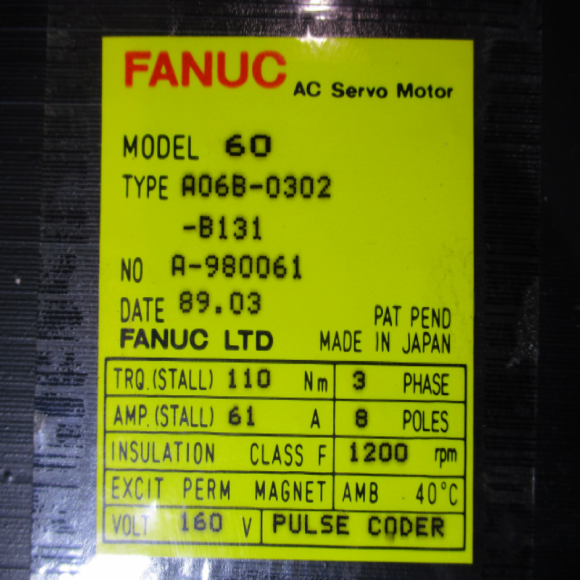 FANUC AC Servo Motor
MODEL 60
TYPE A06B-0302
-B131
NO A-980061
DATE 89.03
PAT PEND
FANUC LTD MADE IN JAPAN
TRQ.(STALL) 110 Nm 3 PHASE
AMP.(STALL) 61 A 8 POLES
INSULATION CLASS F 1200 rpm
EXCIT PERM MAGNET AMB 40°C
VOLT 160 V PULSE CODER